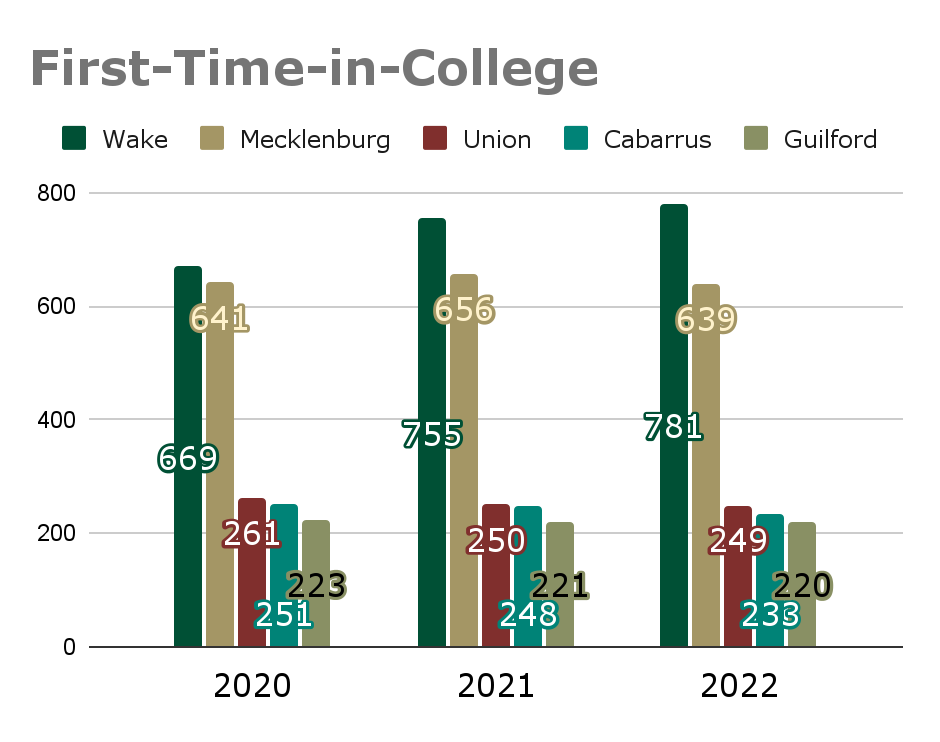 First-Time-in-College
Wake Mecklenburg Union Cabarrus Guilford
800
600
400
200
0
669 641 261 251 223
755 656 250 248 221
781 639 249 233 220
2020 2021 2022